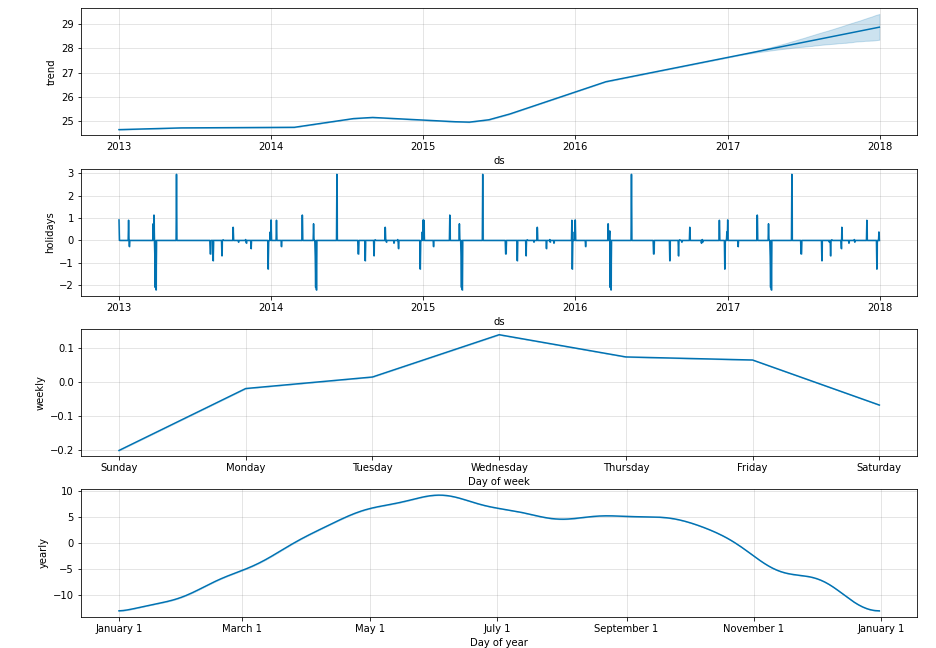 29
28
27
26
25
trend
2013 2014 2015 2016 2017 2018
ds
3
2
1
0
−1
−2
holidays
2013 2014 2015 2016 2017 2018
ds
0.1
0.0
−0.1
−0.2
weekly
Sunday Monday Tuesday Wednesday Thursday Friday Saturday
Day of week
10
5
0
−5
−10
yearly
January 1 March 1 May 1 July 1 September 1 November 1 January 1
Day of year